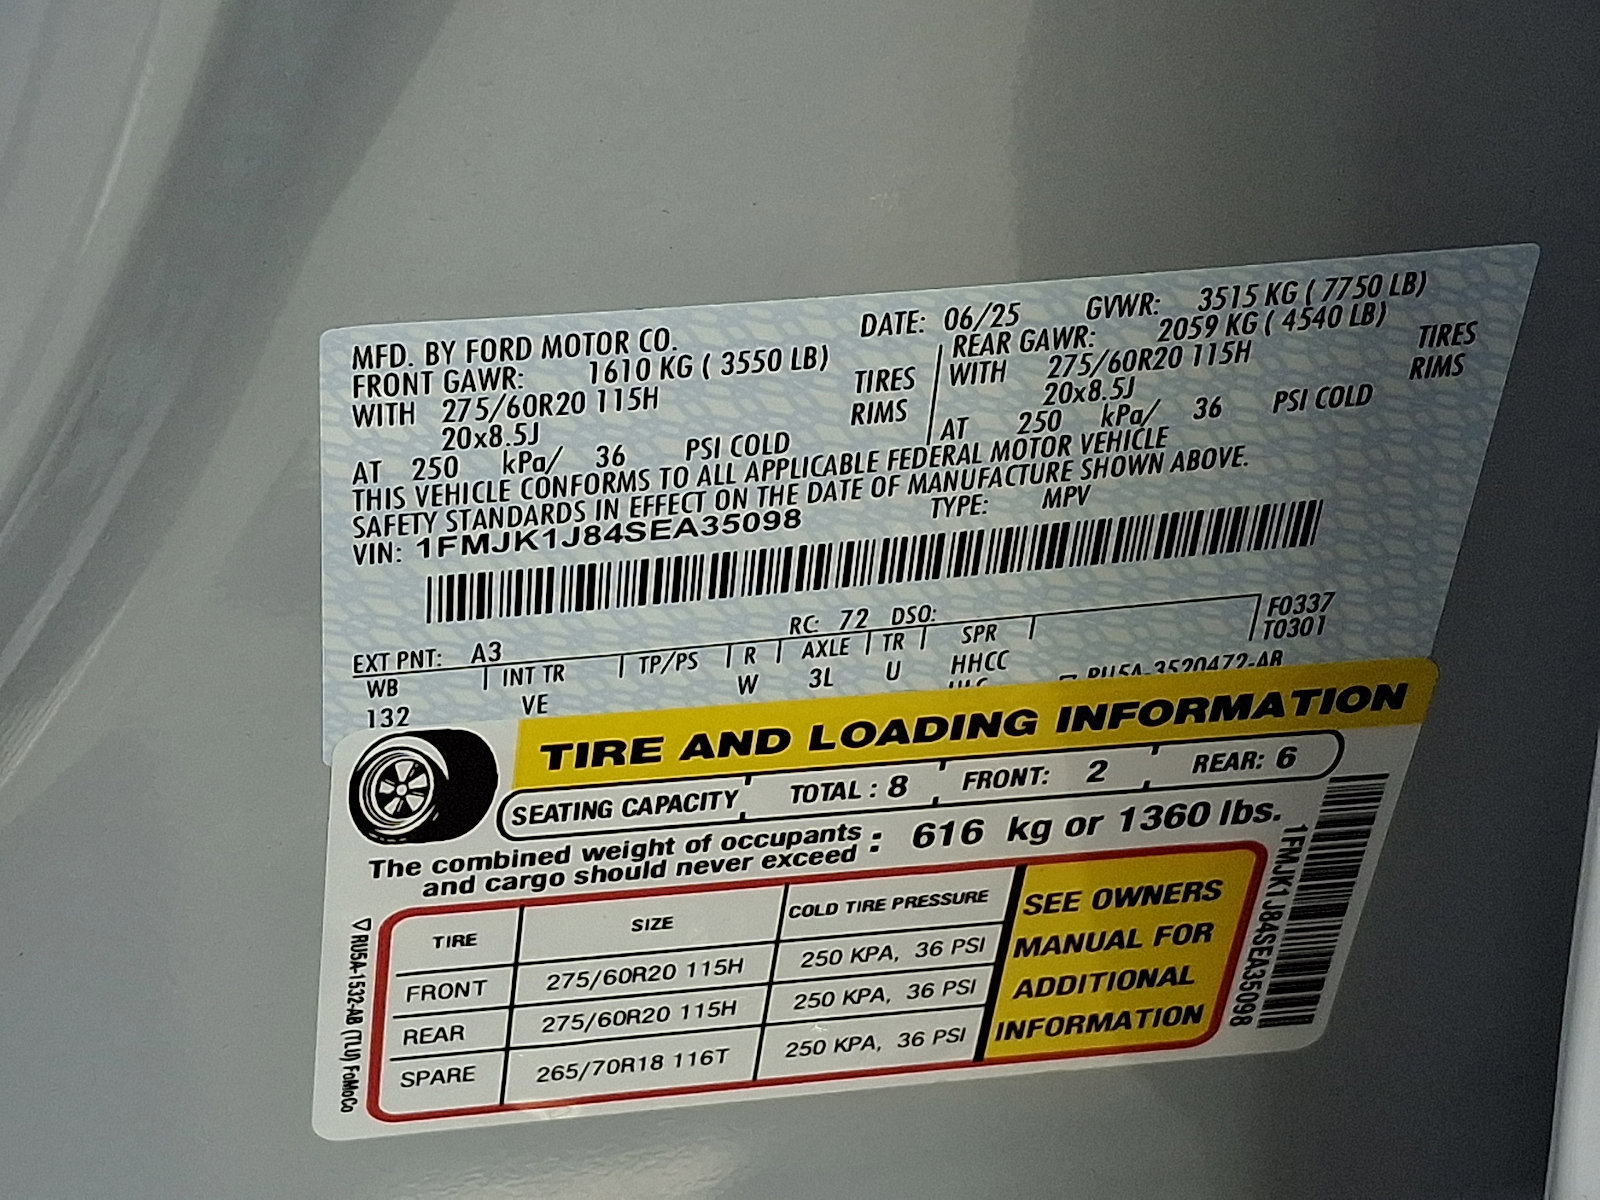 MFD. BY FORD MOTOR CO. DATE: 06/25 GVWR: 3515 KG ( 7750 LB)
FRONT GAWR: 1610 KG ( 3550 LB) REAR GAWR: 2059 KG ( 4540 LB)
WITH 275/60R20 115H TIRES WITH 275/60R20 115H TIRES
20x8.5J RIMS 20x8.5J RIMS
AT 250 kPa/ 36 PSI COLD AT 250 kPa/ 36 PSI COLD
THIS VEHICLE CONFORMS TO ALL APPLICABLE FEDERAL MOTOR VEHICLE
SAFETY STANDARDS IN EFFECT ON THE DATE OF MANUFACTURE SHOWN ABOVE.
VIN: 1FMJK1J84SEA35098 TYPE: MPV
F0337
T0301
EXT PNT: A3 RC: 72 DSO:
WB INT TR TP/PS R AXLE TR SPR
132 VE W 3L U HHCC
RU5A-3520472-AB
TIRE AND LOADING INFORMATION
SEATING CAPACITY TOTAL : 8 FRONT: 2 REAR: 6
The combined weight of occupants
and cargo should never exceed : 616 kg or 1360 lbs.
TIRE SIZE COLD TIRE PRESSURE
FRONT 275/60R20 115H 250 KPA, 36 PSI
REAR 275/60R20 115H 250 KPA, 36 PSI
SPARE 265/70R18 116T 250 KPA, 36 PSI
SEE OWNERS
MANUAL FOR
ADDITIONAL
INFORMATION
1FMJK1J84SEA35098
RU5A-1532-AB (TLU) FoMoCo